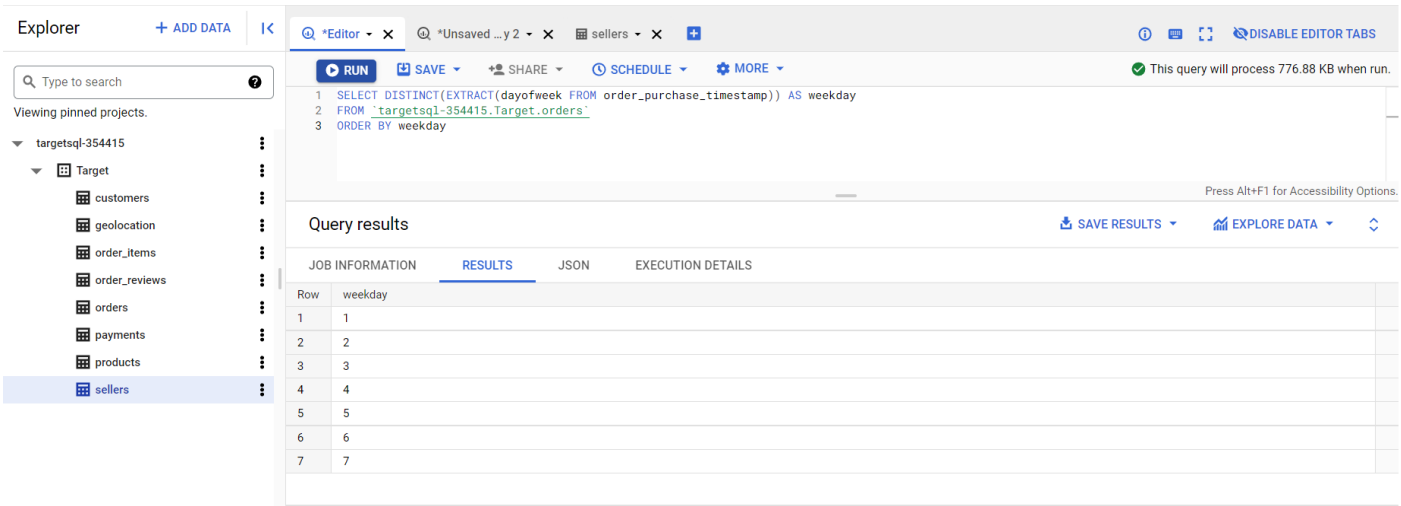 Explorer
+ ADD DATA
*Editor
*Unsaved ...y 2
sellers
DISABLE EDITOR TABS
Type to search
RUN
SAVE
SHARE
SCHEDULE
MORE
This query will process 776.88 KB when run.
Viewing pinned projects.
targetsql-354415
Target
customers
geolocation
order_items
order_reviews
orders
payments
products
sellers
1 SELECT DISTINCT(EXTRACT(dayofweek FROM order_purchase_timestamp)) AS weekday
2 FROM `targetsql-354415.Target.orders`
3 ORDER BY weekday
Press Alt+F1 for Accessibility Options.
Query results
SAVE RESULTS
EXPLORE DATA
JOB INFORMATION
RESULTS
JSON
EXECUTION DETAILS
Row weekday
1 1
2 2
3 3
4 4
5 5
6 6
7 7